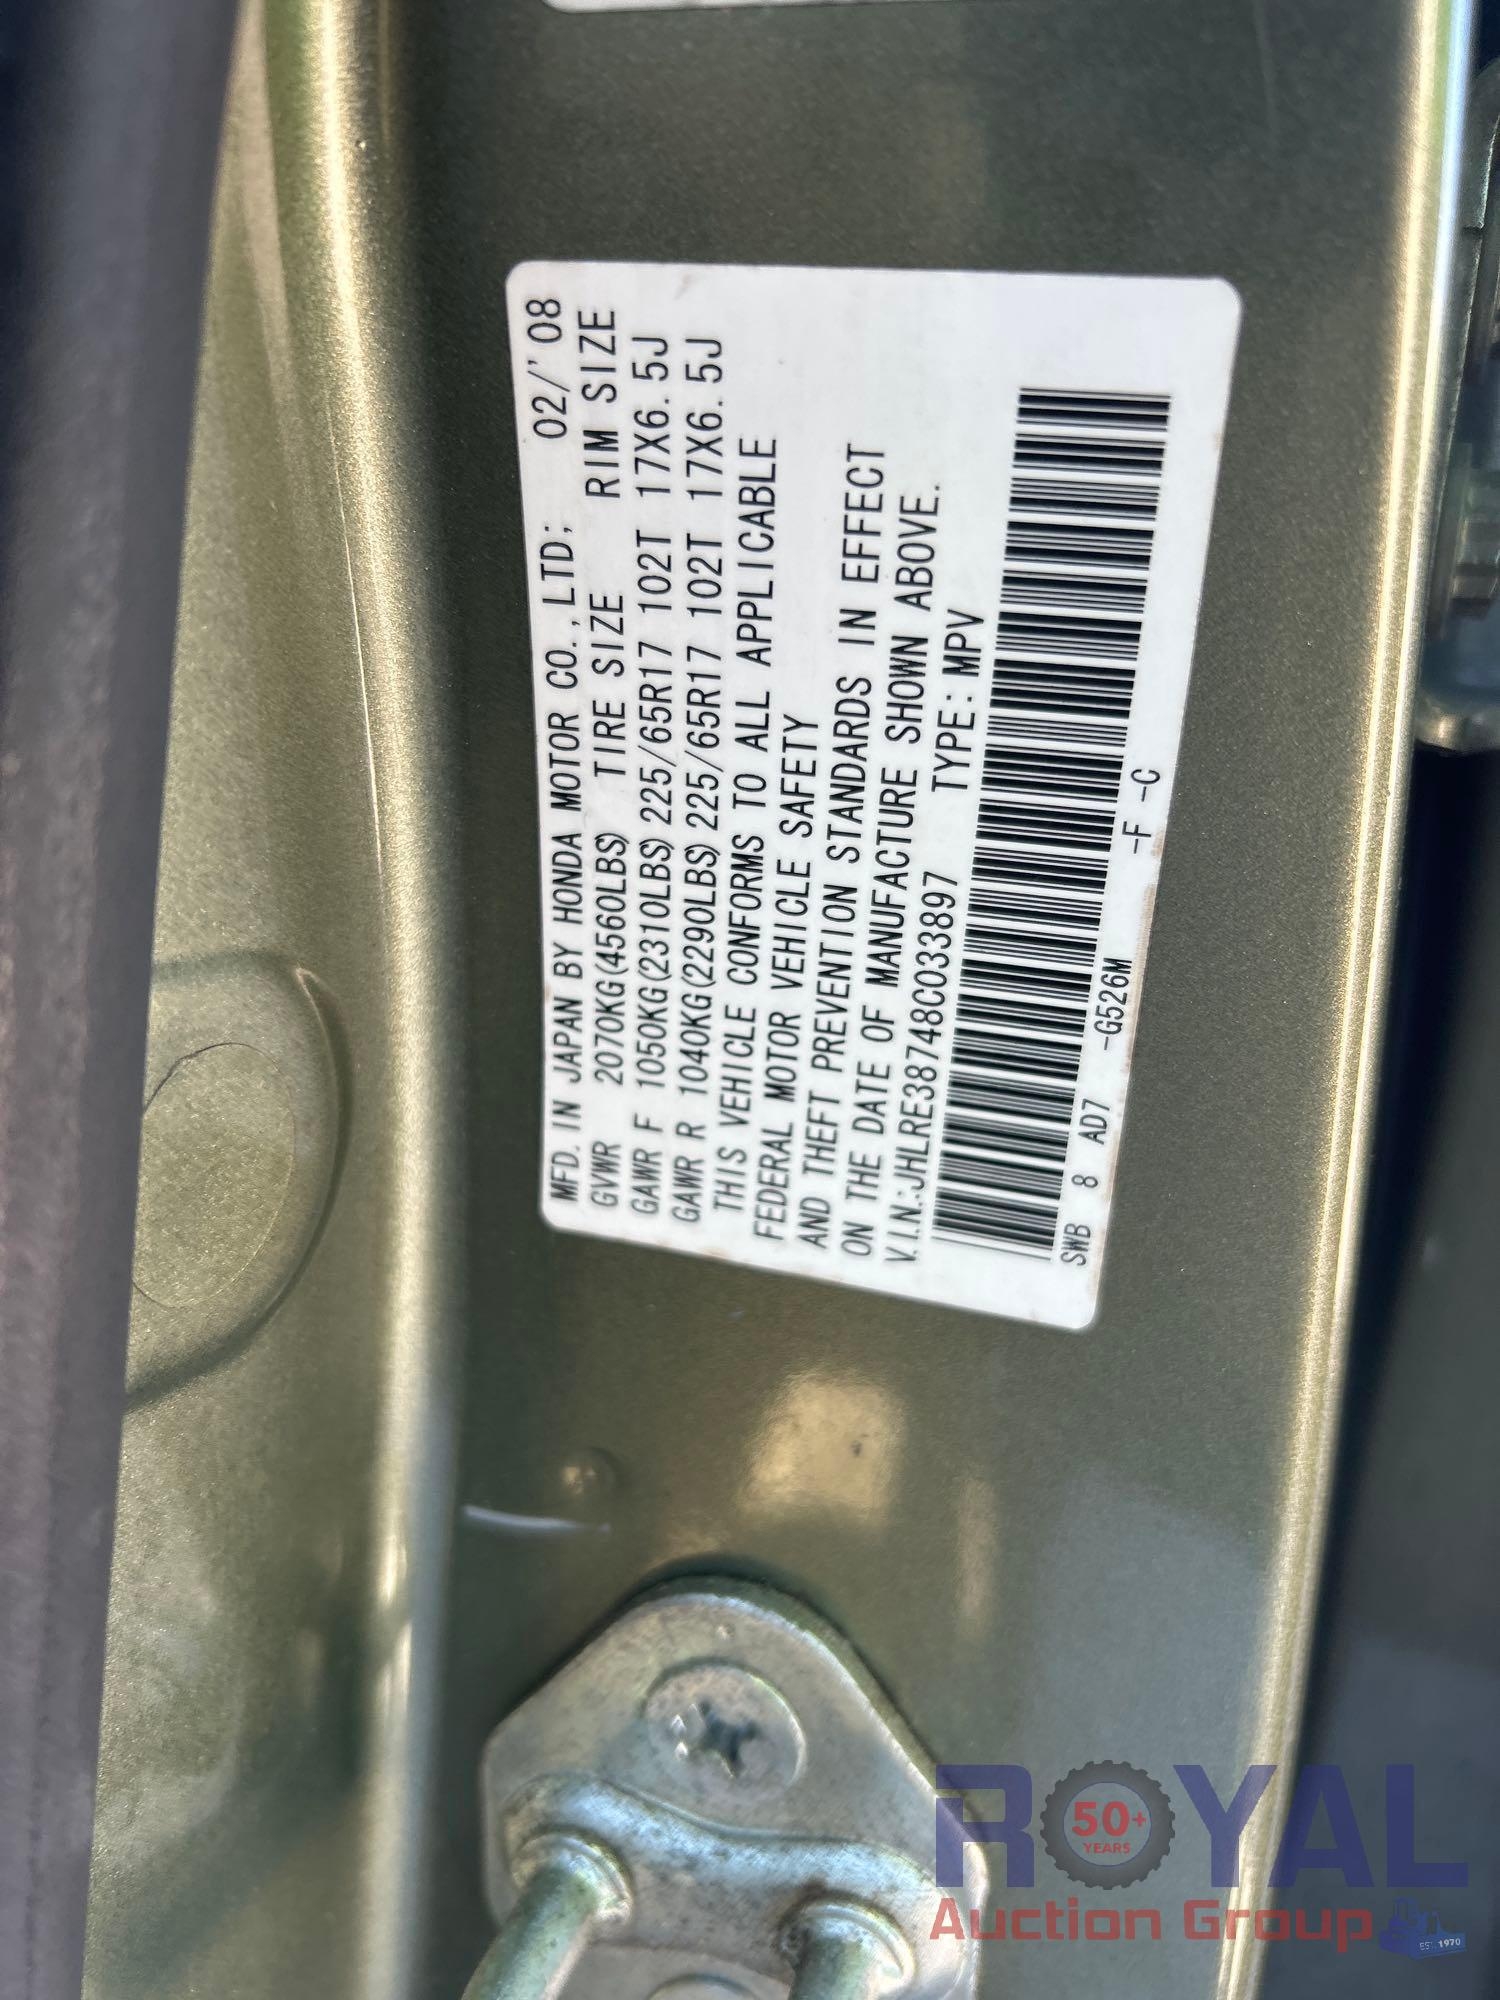 MFD. IN JAPAN BY HONDA MOTOR CO.,LTD; 02/'08
GVWR 2070KG(4560LBS) TIRE SIZE RIM SIZE
GAWR F 1050KG(2310LBS) 225/65R17 102T 17X6.5J
GAWR R 1040KG(2290LBS) 225/65R17 102T 17X6.5J
THIS VEHICLE CONFORMS TO ALL APPLICABLE
FEDERAL MOTOR VEHICLE SAFETY
AND THEFT PREVENTION STANDARDS IN EFFECT
ON THE DATE OF MANUFACTURE SHOWN ABOVE.
V.I.N.:JHLRE38748C033897 TYPE:MPV
SWB 8 AD7 -G526M -F -C
ROYAL
50+
YEARS
Auction Group
EST. 1970